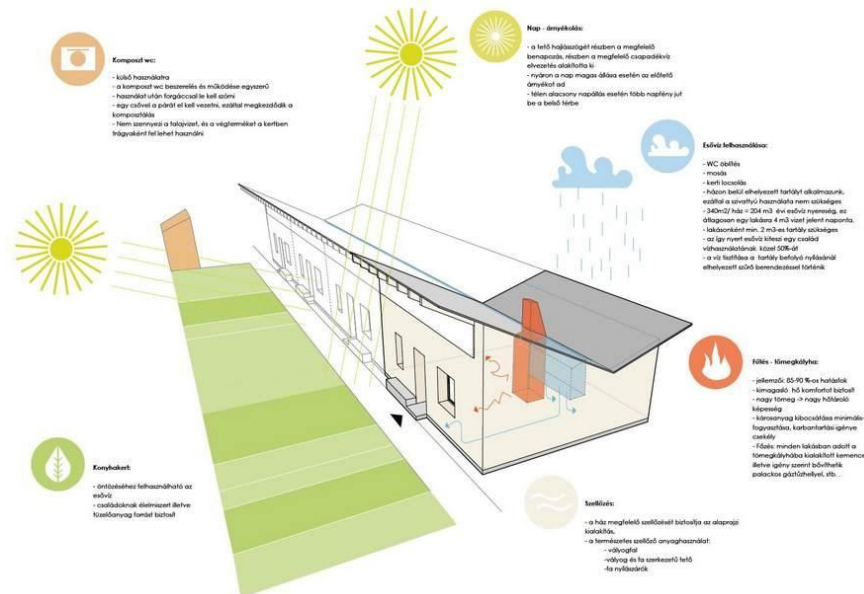 Komposzt wc:
- külső használatra
- a komposzt wc beszerelés és működése egyszerű
- használat után forgáccsal le kell szórni
- egy csővel a párát el kell vezetni, ezáltal megkezdődik a
komposztálás
- Nem szennyezi a talajvizet, és a végterméket a kertben
trágyaként fel lehet használni
Nap - árnyékolás:
- a tető hajlásszögét részben a megfelelő
benapozás, részben a megfelelő csapadékvíz
elvezetés alakította ki
- nyáron a nap magas állása esetén az előtető
árnyékot ad
- télen alacsony napállás esetén több napfény jut
be a belső térbe
Esővíz felhasználása:
- WC öblítés
- mosás
- kerti locsolás
- házon belül elhelyezett tartályt alkalmazunk,
ezáltal a szivattyú használata nem szükséges
- 340m2/ ház = 204 m3 évi esővíz nyereség, ez
átlagosan egy lakásra 4 m3 vizet jelent naponta.
- lakásonként min. 2 m3-es tartály szükséges
- az így nyert esővíz kiteszi egy család
vízhasználatának közel 50%-át
- a víz tisztítása a tartály befolyó nyílásánál
elhelyezett szűrő berendezéssel történik
Fűtés - tömegkályha:
- jellemzői: 85-90 %-os hatásfok
- kimagasló hő komfortot biztosít
- nagy tömeg -> nagy hőtároló
képesség
- károsanyag kibocsátása minimális
fogyasztása, karbantartási igénye
csekély
- Főzés: minden lakásban adott a
tömegkályhába kialakított kemence
illetve igény szerint bővíthetik
palackos gáztűzhellyel, stb...
Konyhakert:
- öntözéséhez felhasználható az
esővíz
- családoknak élelmiszert illetve
tüzelőanyag forrást biztosít
Szellőzés:
- a ház megfelelő szellőzését biztosítja az alaprajzi
kialakítás,
- a természetes szellőző anyaghasználat:
- vályogfal
-vályog és fa szerkezetű tető
-fa nyílászárók